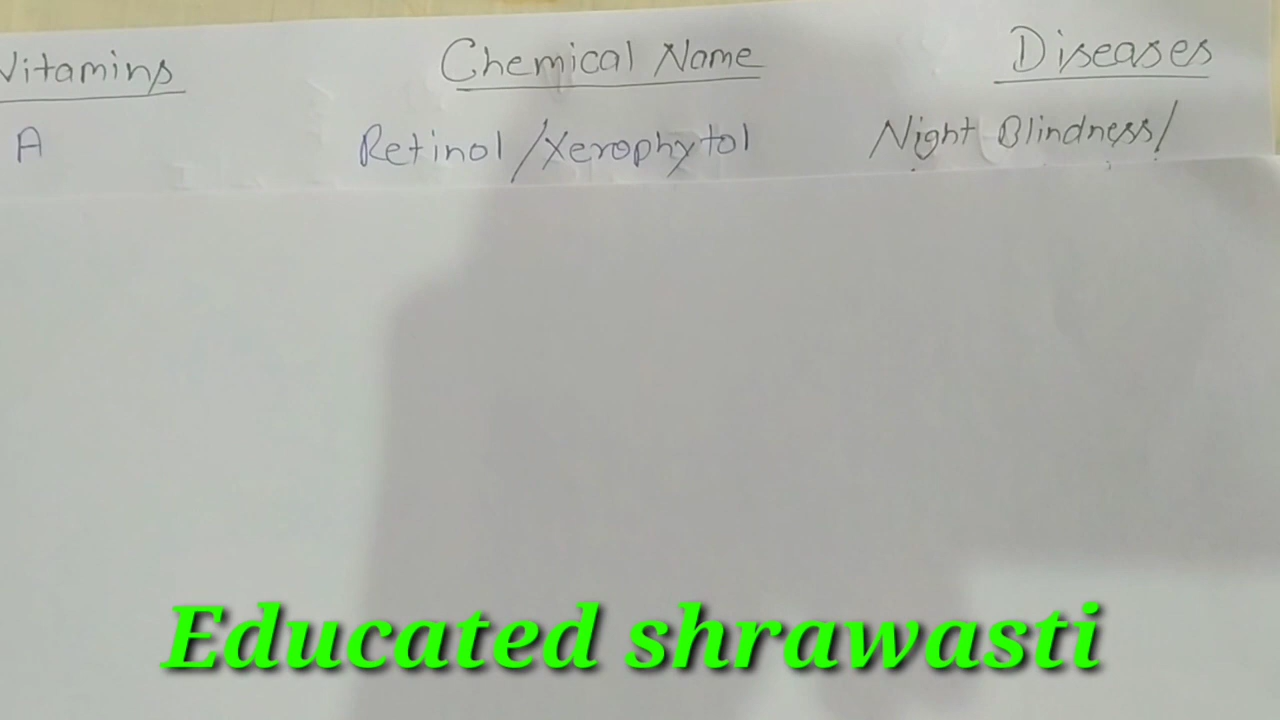 Vitamins Chemical Name Diseases
A Retinol/Xerophytol Night Blindness/
Educated shrawasti